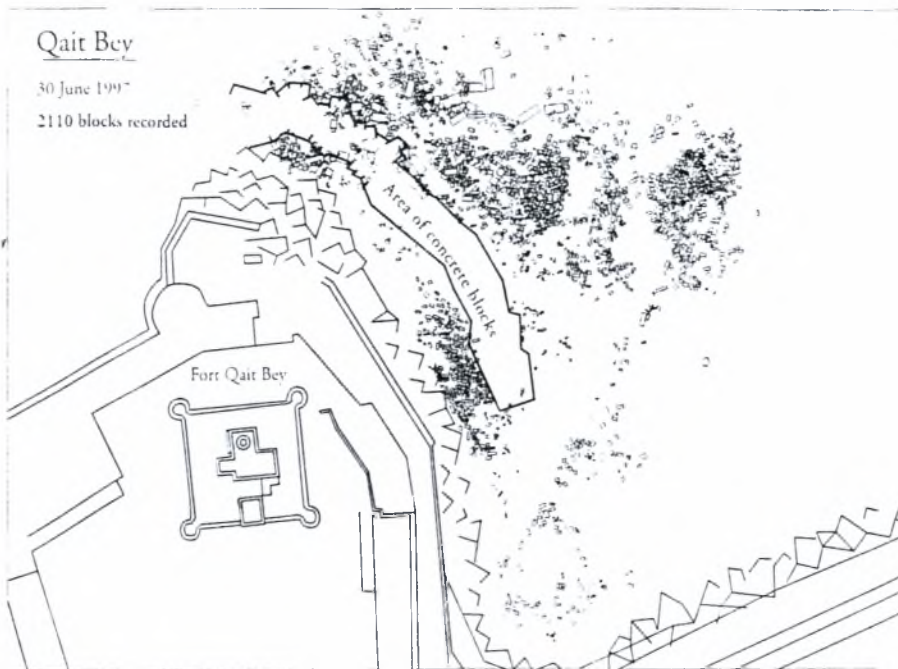 Qait Bey
30 June 1997
2110 blocks recorded
Area of concrete blocks
Fort Qait Bey